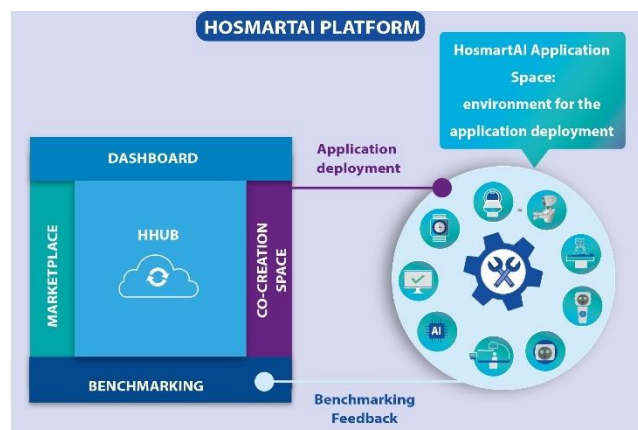 HOSMARTAI PLATFORM
HosmartAI Application
Space:
environment for the
application deployment
Application
deployment
DASHBOARD
MARKETPLACE
HHUB
CO-CREATION
SPACE
AI
BENCHMARKING
Benchmarking
Feedback